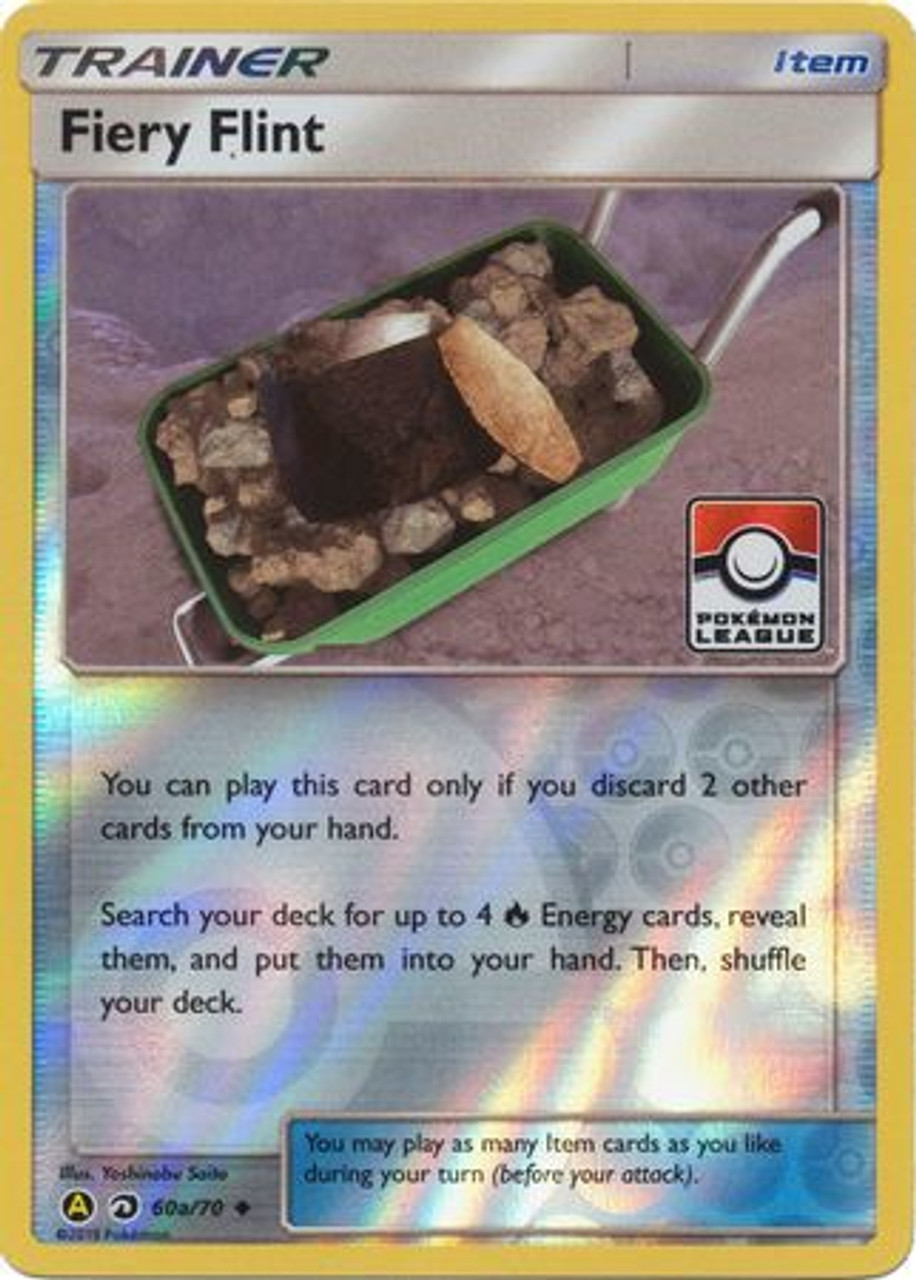 TRAINER
Item
Fiery Flint
POKÉMON
LEAGUE
You can play this card only if you discard 2 other
cards from your hand.
Search your deck for up to 4 Energy cards, reveal
them, and put them into your hand. Then, shuffle
your deck.
You may play as many Item cards as you like
during your turn (before your attack).
Illus. Yoshinobu Saito
A 60a/70
©2019 Pokémon